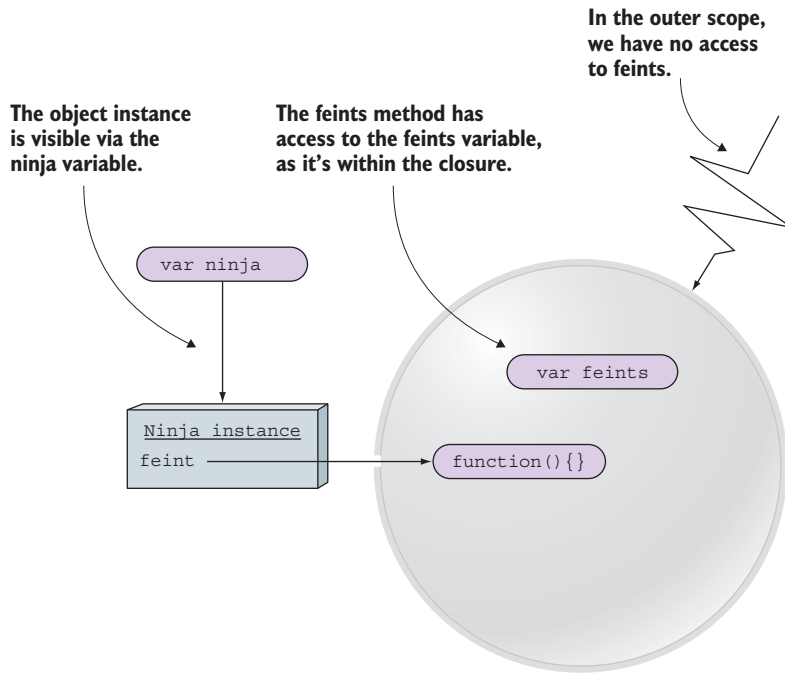 In the outer scope,
we have no access
to feints.
The object instance
is visible via the
ninja variable.
The feints method has
access to the feints variable,
as it's within the closure.
var ninja
var feints
Ninja instance
feint
function(){}